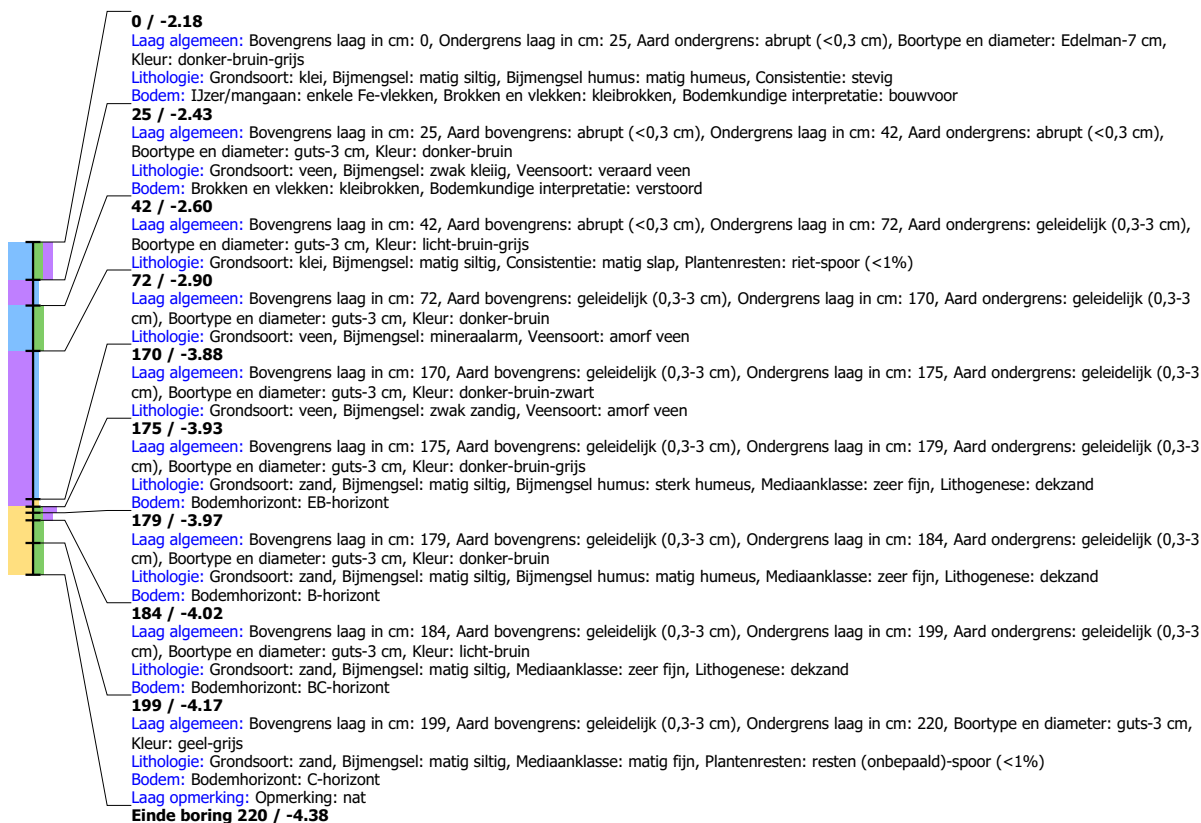 0 / -2.18
Laag algemeen: Bovengrens laag in cm: 0, Ondergrens laag in cm: 25, Aard ondergrens: abrupt (<0,3 cm), Boortype en diameter: Edelman-7 cm,
Kleur: donker-bruin-grijs
Lithologie: Grondsoort: klei, Bijmengsel: matig siltig, Bijmengsel humus: matig humeus, Consistentie: stevig
Bodem: IJzer/mangaan: enkele Fe-vlekken, Brokken en vlekken: kleibrokken, Bodemkundige interpretatie: bouwvoor
25 / -2.43
Laag algemeen: Bovengrens laag in cm: 25, Aard bovengrens: abrupt (<0,3 cm), Ondergrens laag in cm: 42, Aard ondergrens: abrupt (<0,3 cm),
Boortype en diameter: guts-3 cm, Kleur: donker-bruin
Lithologie: Grondsoort: veen, Bijmengsel: zwak kleiig, Veensoort: veraard veen
Bodem: Brokken en vlekken: kleibrokken, Bodemkundige interpretatie: verstoord
42 / -2.60
Laag algemeen: Bovengrens laag in cm: 42, Aard bovengrens: abrupt (<0,3 cm), Ondergrens laag in cm: 72, Aard ondergrens: geleidelijk (0,3-3 cm),
Boortype en diameter: guts-3 cm, Kleur: licht-bruin-grijs
Lithologie: Grondsoort: klei, Bijmengsel: matig siltig, Consistentie: matig slap, Plantenresten: riet-spoor (<1%)
72 / -2.90
Laag algemeen: Bovengrens laag in cm: 72, Aard bovengrens: geleidelijk (0,3-3 cm), Ondergrens laag in cm: 170, Aard ondergrens: geleidelijk (0,3-3
cm), Boortype en diameter: guts-3 cm, Kleur: donker-bruin
Lithologie: Grondsoort: veen, Bijmengsel: mineraalarm, Veensoort: amorf veen
170 / -3.88
Laag algemeen: Bovengrens laag in cm: 170, Aard bovengrens: geleidelijk (0,3-3 cm), Ondergrens laag in cm: 175, Aard ondergrens: geleidelijk (0,3-3
cm), Boortype en diameter: guts-3 cm, Kleur: donker-bruin-zwart
Lithologie: Grondsoort: veen, Bijmengsel: zwak zandig, Veensoort: amorf veen
175 / -3.93
Laag algemeen: Bovengrens laag in cm: 175, Aard bovengrens: geleidelijk (0,3-3 cm), Ondergrens laag in cm: 179, Aard ondergrens: geleidelijk (0,3-3
cm), Boortype en diameter: guts-3 cm, Kleur: donker-bruin-grijs
Lithologie: Grondsoort: zand, Bijmengsel: matig siltig, Bijmengsel humus: sterk humeus, Mediaanklasse: zeer fijn, Lithogenese: dekzand
Bodem: Bodemhorizont: EB-horizont
179 / -3.97
Laag algemeen: Bovengrens laag in cm: 179, Aard bovengrens: geleidelijk (0,3-3 cm), Ondergrens laag in cm: 184, Aard ondergrens: geleidelijk (0,3-3
cm), Boortype en diameter: guts-3 cm, Kleur: donker-bruin
Lithologie: Grondsoort: zand, Bijmengsel: matig siltig, Bijmengsel humus: matig humeus, Mediaanklasse: zeer fijn, Lithogenese: dekzand
Bodem: Bodemhorizont: B-horizont
184 / -4.02
Laag algemeen: Bovengrens laag in cm: 184, Aard bovengrens: geleidelijk (0,3-3 cm), Ondergrens laag in cm: 199, Aard ondergrens: geleidelijk (0,3-3
cm), Boortype en diameter: guts-3 cm, Kleur: licht-bruin
Lithologie: Grondsoort: zand, Bijmengsel: matig siltig, Mediaanklasse: zeer fijn, Lithogenese: dekzand
Bodem: Bodemhorizont: BC-horizont
199 / -4.17
Laag algemeen: Bovengrens laag in cm: 199, Aard bovengrens: geleidelijk (0,3-3 cm), Ondergrens laag in cm: 220, Boortype en diameter: guts-3 cm,
Kleur: geel-grijs
Lithologie: Grondsoort: zand, Bijmengsel: matig siltig, Mediaanklasse: matig fijn, Plantenresten: resten (onbepaald)-spoor (<1%)
Bodem: Bodemhorizont: C-horizont
Laag opmerking: Opmerking: nat
Einde boring 220 / -4.38